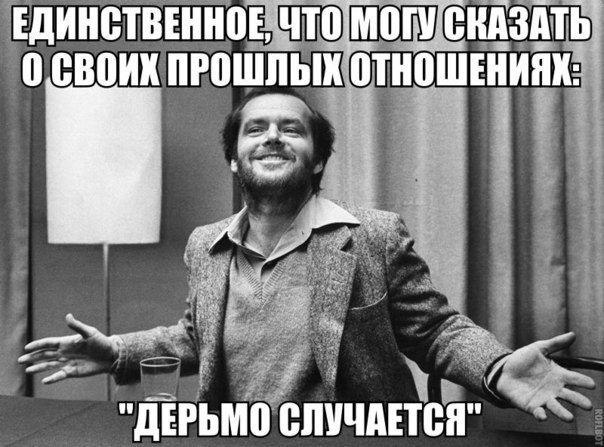 ЕДИНСТВЕННОЕ, ЧТО МОГУ СКАЗАТЬ
О СВОИХ ПРОШЛЫХ ОТНОШЕНИЯХ:
"ДЕРЬМО СЛУЧАЕТСЯ"